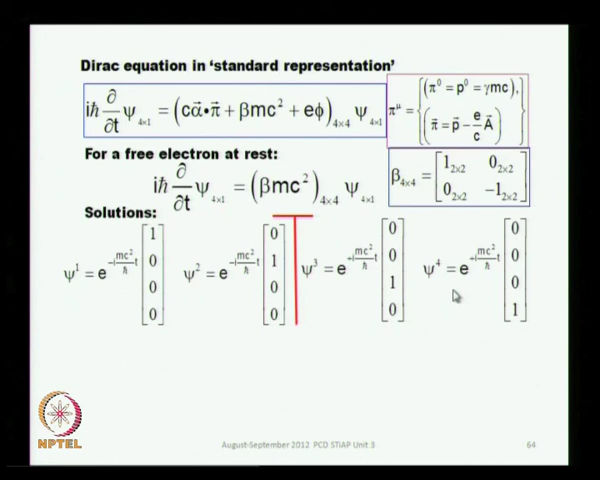 Dirac equation in 'standard representation'
iħ ∂/∂t ψ₄ₓ₁ = (cα⃗•π⃗ + βmc² + eϕ)₄ₓ₄ ψ₄ₓ₁
π^μ = {(π⁰ = p⁰ = γmc), (π⃗ = p⃗ − e/c A⃗)}
For a free electron at rest:
iħ ∂/∂t ψ₄ₓ₁ = (βmc²)₄ₓ₄ ψ₄ₓ₁
β₄ₓ₄ = [1₂ₓ₂ 0₂ₓ₂
0₂ₓ₂ −1₂ₓ₂]
Solutions:
ψ¹ = e^(−i mc²/ħ t) [1 0 0 0]
ψ² = e^(−i mc²/ħ t) [0 1 0 0]
ψ³ = e^(+i mc²/ħ t) [0 0 1 0]
ψ⁴ = e^(+i mc²/ħ t) [0 0 0 1]
NPTEL
August-September 2012 PCD STIAP Unit 3
64